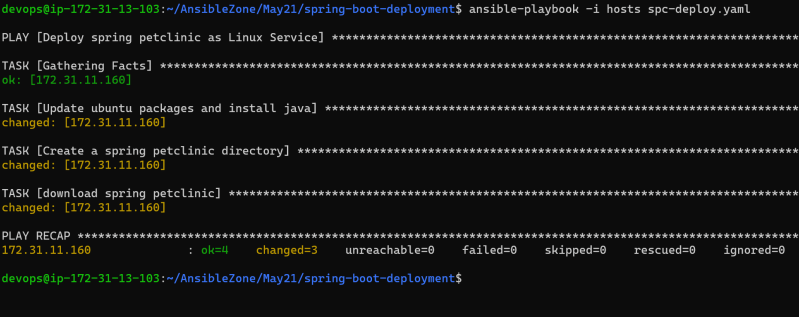 devops@ip-172-31-13-103:~/AnsibleZone/May21/spring-boot-deployment$ ansible-playbook -i hosts spc-deploy.yaml
PLAY [Deploy spring petclinic as Linux Service] ******************************************************************
TASK [Gathering Facts] *******************************************************************************************
ok: [172.31.11.160]
TASK [Update ubuntu packages and install java] *******************************************************************
changed: [172.31.11.160]
TASK [Create a spring petclinic directory] ***********************************************************************
changed: [172.31.11.160]
TASK [download spring petclinic] *********************************************************************************
changed: [172.31.11.160]
PLAY RECAP *******************************************************************************************************
172.31.11.160 : ok=4 changed=3 unreachable=0 failed=0 skipped=0 rescued=0 ignored=0
devops@ip-172-31-13-103:~/AnsibleZone/May21/spring-boot-deployment$